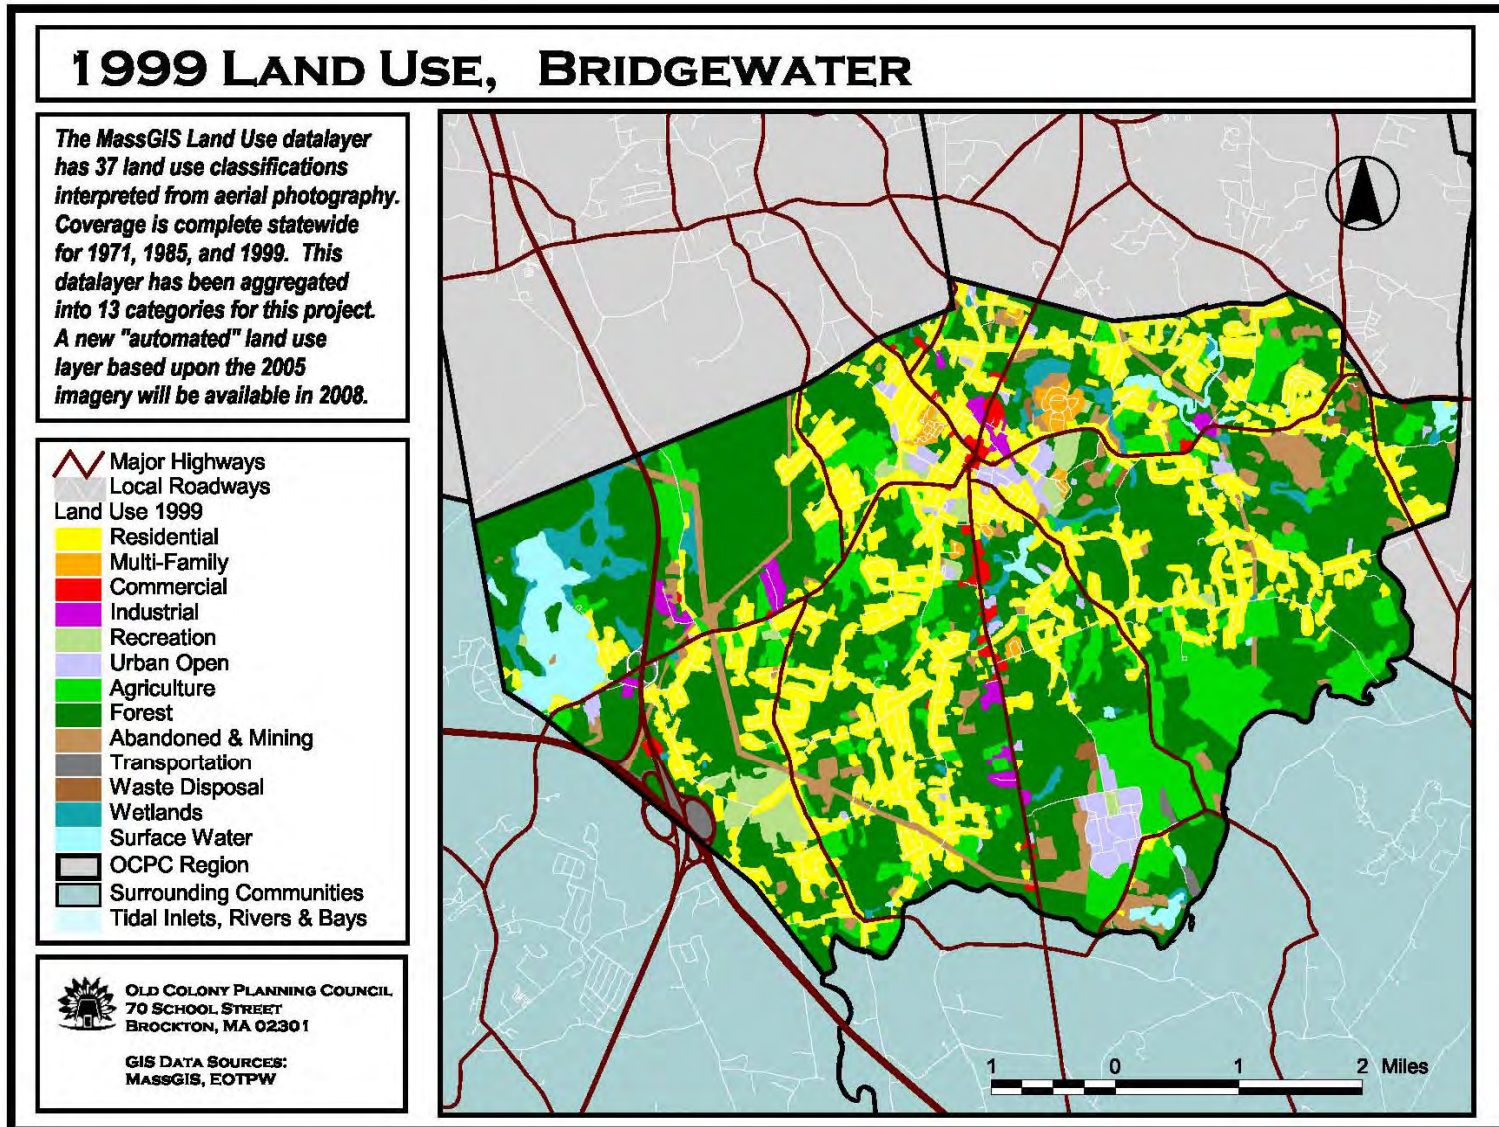 1999 LAND USE, BRIDGEWATER
The MassGIS Land Use datalayer
has 37 land use classifications
interpreted from aerial photography.
Coverage is complete statewide
for 1971, 1985, and 1999. This
datalayer has been aggregated
into 13 categories for this project.
A new "automated" land use
layer based upon the 2005
imagery will be available in 2008.
Major Highways
Local Roadways
Land Use 1999
Residential
Multi-Family
Commercial
Industrial
Recreation
Urban Open
Agriculture
Forest
Abandoned & Mining
Transportation
Waste Disposal
Wetlands
Surface Water
OCPC Region
Surrounding Communities
Tidal Inlets, Rivers & Bays
OLD COLONY PLANNING COUNCIL
70 SCHOOL STREET
BROCKTON, MA 02301
GIS DATA SOURCES:
MASSGIS, EOTPW
1 0 1 2 Miles